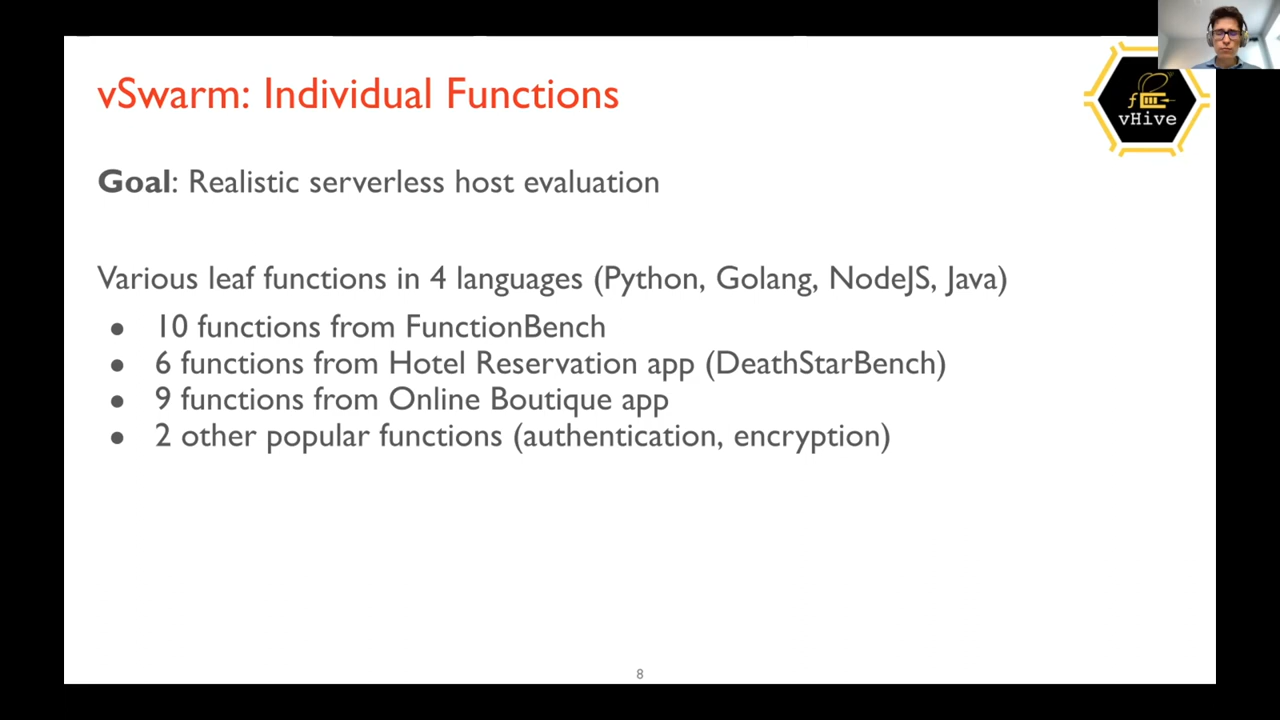 vSwarm: Individual Functions
vHive
Goal: Realistic serverless host evaluation
Various leaf functions in 4 languages (Python, Golang, NodeJS, Java)
● 10 functions from FunctionBench
● 6 functions from Hotel Reservation app (DeathStarBench)
● 9 functions from Online Boutique app
● 2 other popular functions (authentication, encryption)
8